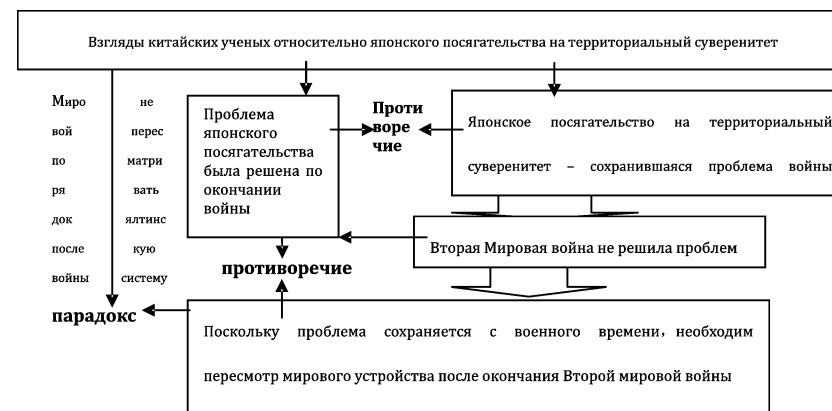 Взгляды китайских ученых относительно японского посягательства на территориальный суверенитет
Миро
вой
по
ря
док
после
войны
не
перес
матри
вать
ялтинс
кую
систему
парадокс
Проблема
японского
посягательства
была решена по
окончании
войны
Проти
воре
чие
Японское посягательство на территориальный
суверенитет – сохранившаяся проблема войны
Вторая Мировая война не решила проблем
противоречие
Поскольку проблема сохраняется с военного времени, необходим
пересмотр мирового устройства после окончания Второй мировой войны